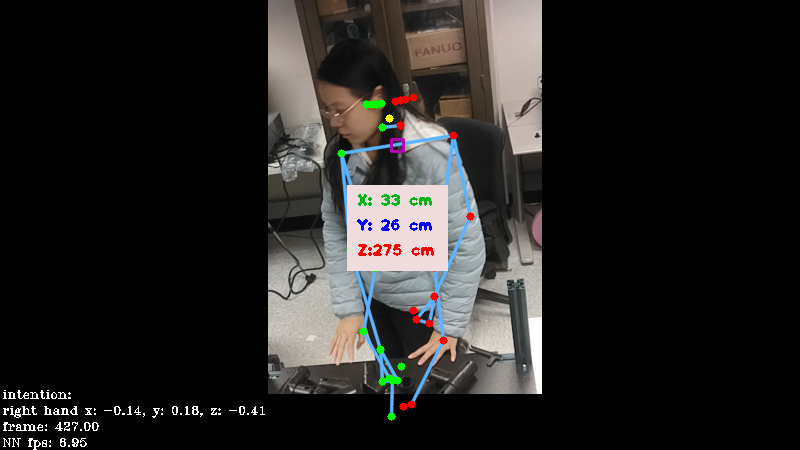 FANUC
X: 33 cm
Y: 26 cm
Z:275 cm
intention:
right hand x: -0.14, y: 0.18, z: -0.41
frame: 427.00
NN fps: 6.95